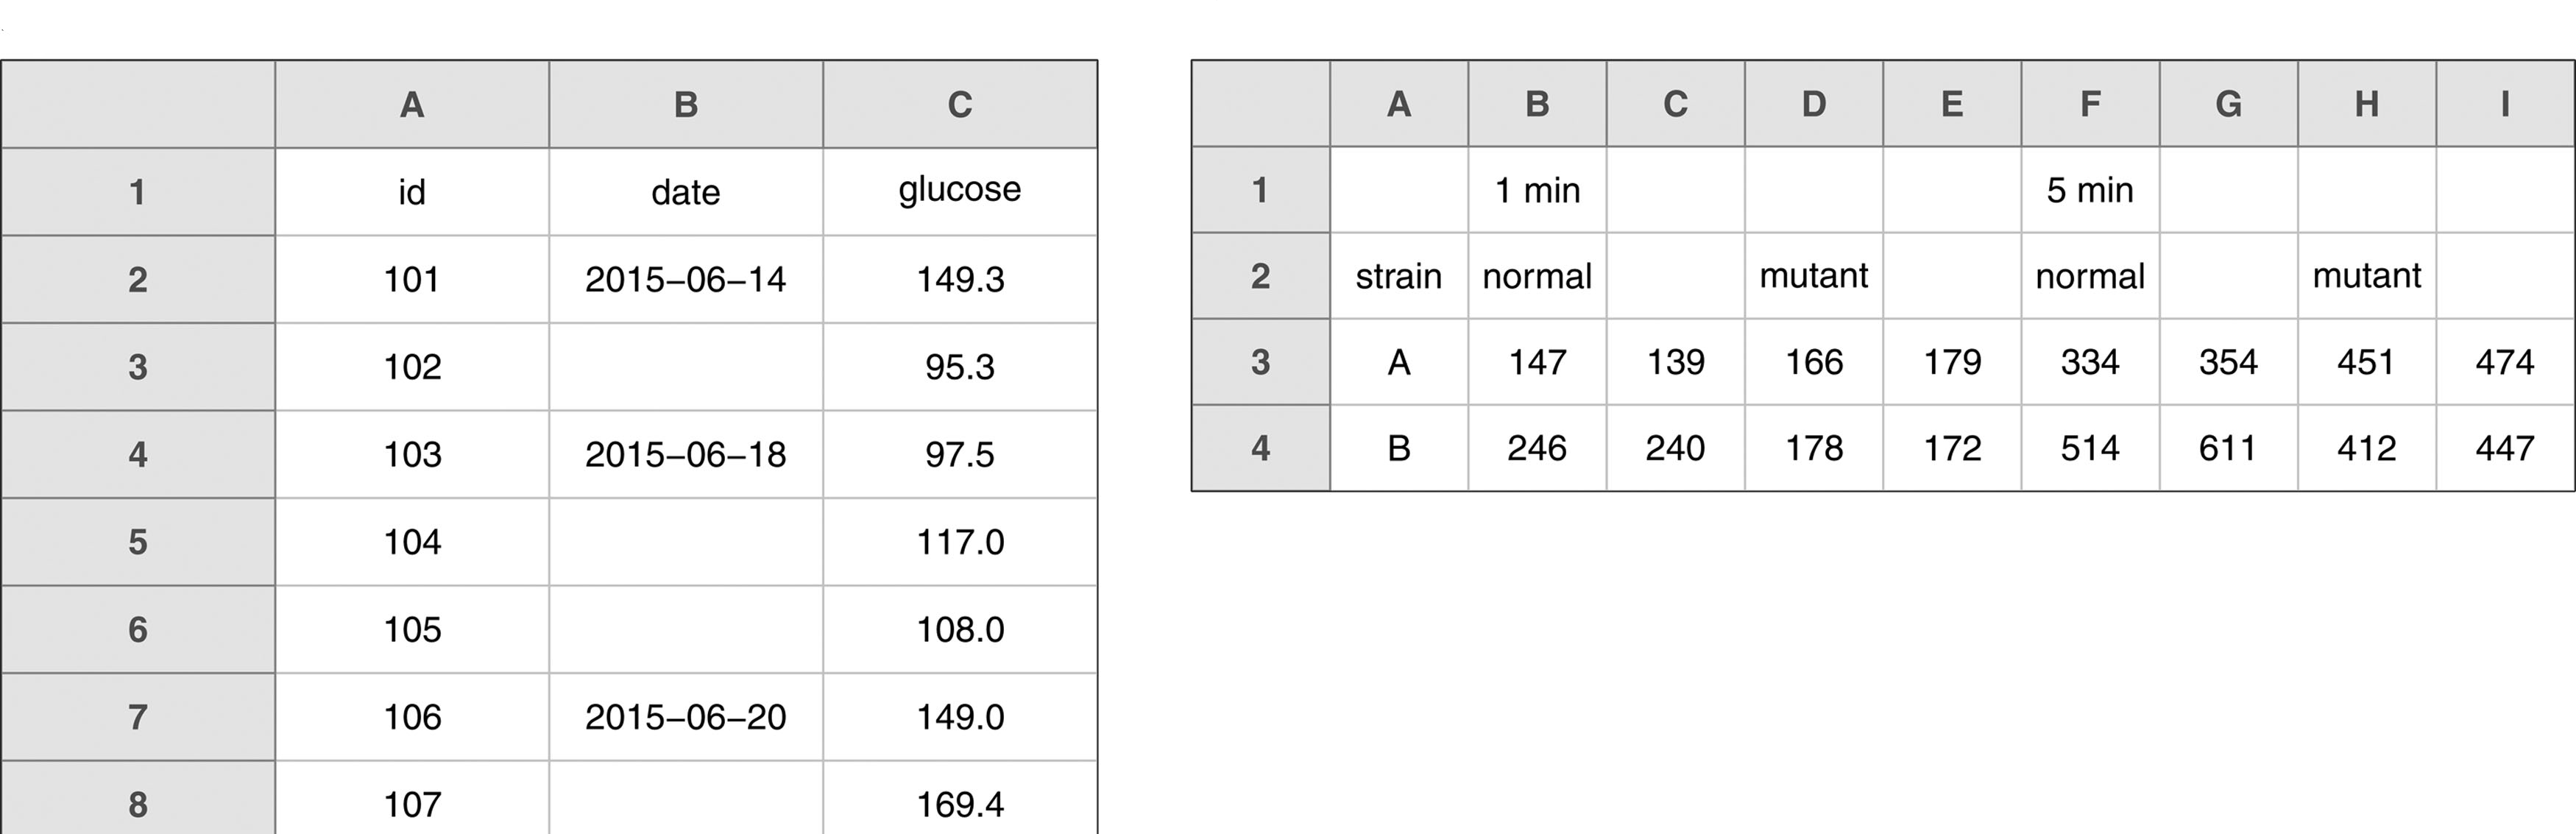 A B C
1 id date glucose
2 101 2015–06–14 149.3
3 102 95.3
4 103 2015–06–18 97.5
5 104 117.0
6 105 108.0
7 106 2015–06–20 149.0
8 107 169.4
A B C D E F G H I
1 1 min 5 min
2 strain normal mutant normal mutant
3 A 147 139 166 179 334 354 451 474
4 B 246 240 178 172 514 611 412 447